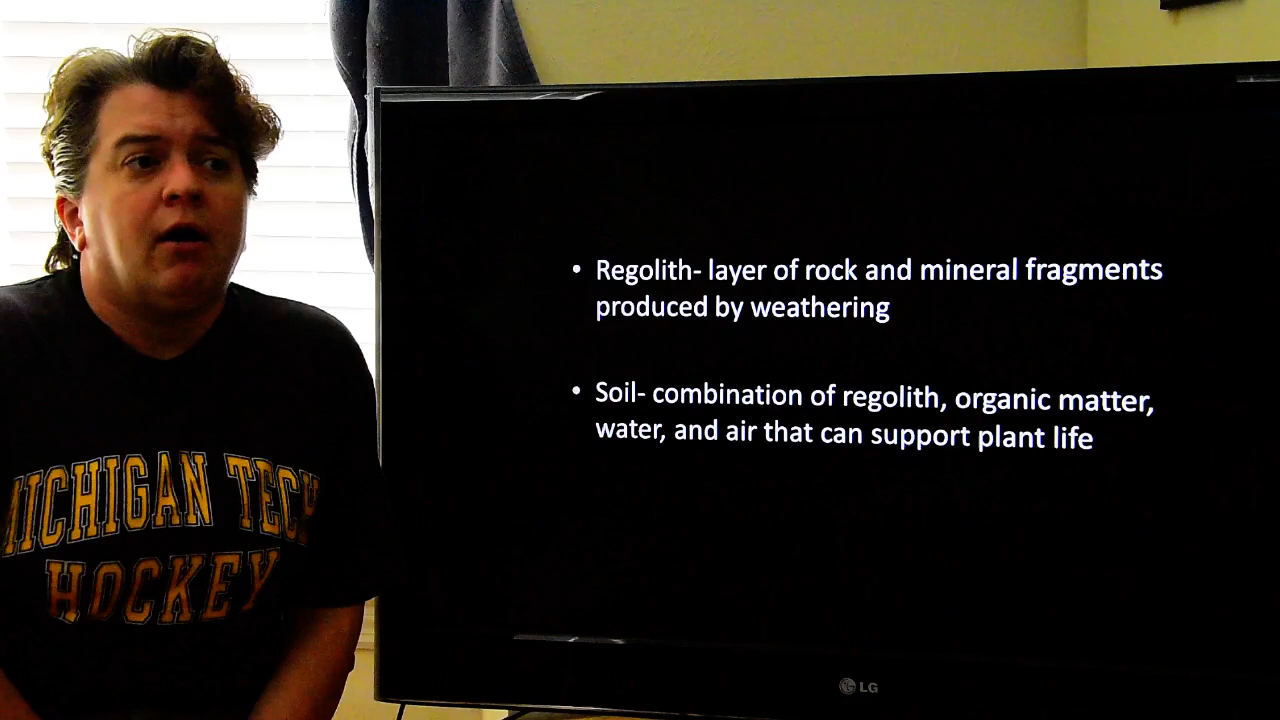 • Regolith- layer of rock and mineral fragments
produced by weathering
• Soil- combination of regolith, organic matter,
water, and air that can support plant life
MICHIGAN TECH
HOCKEY
LG